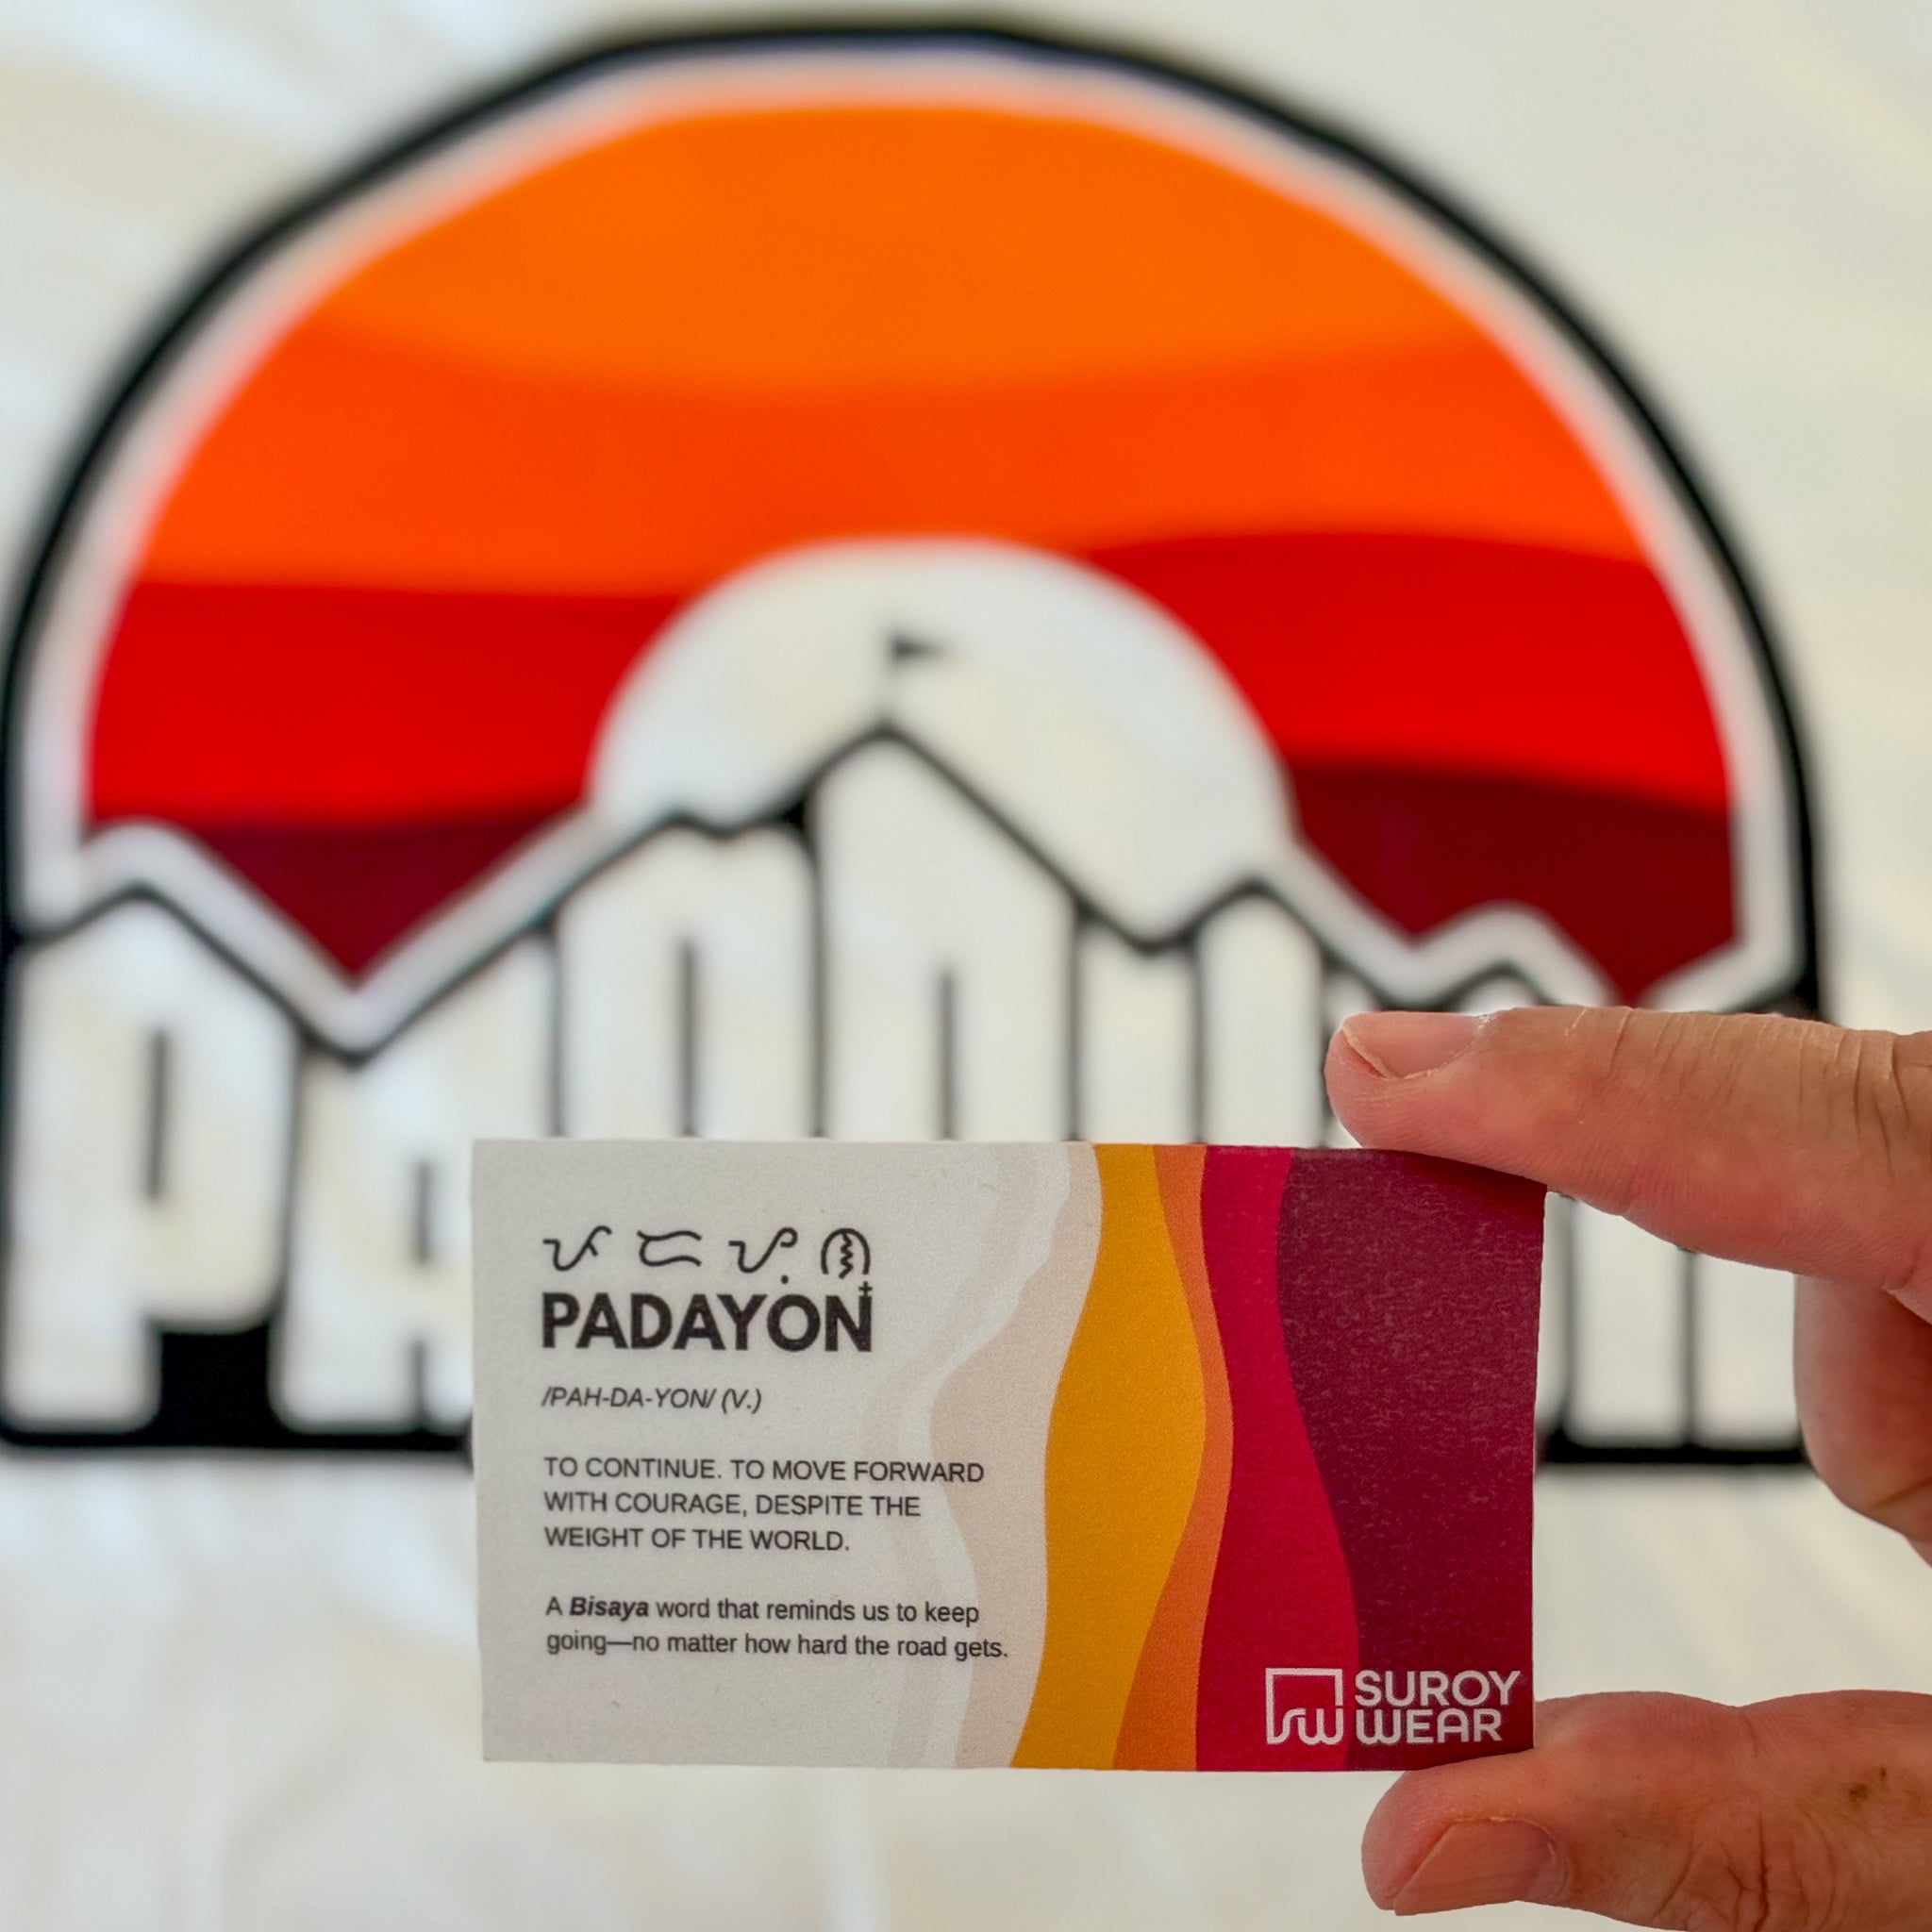 ᜉ ᜇ ᜌᜓ ᜈ᜔
PADAYON
/PAH-DA-YON/ (V.)
TO CONTINUE. TO MOVE FORWARD
WITH COURAGE, DESPITE THE
WEIGHT OF THE WORLD.
A Bisaya word that reminds us to keep
going—no matter how hard the road gets.
SW SUROY
WEAR